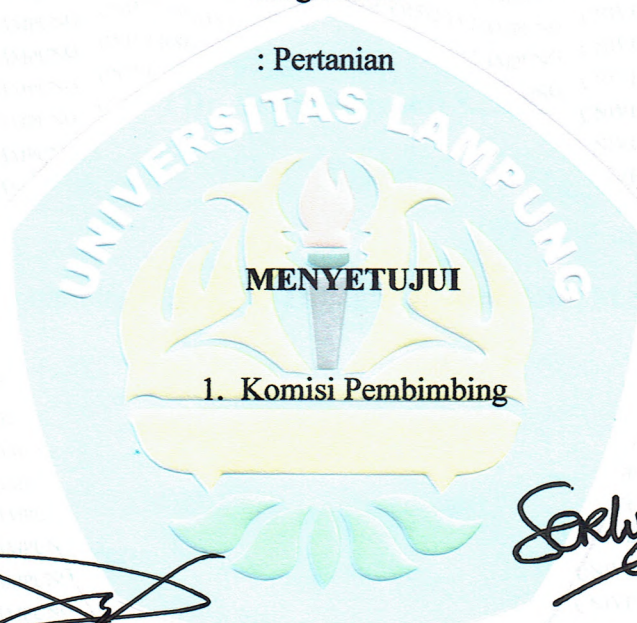 : Pertanian
UNIVERSITAS LAMPUNG
MENYETUJUI
1. Komisi Pembimbing